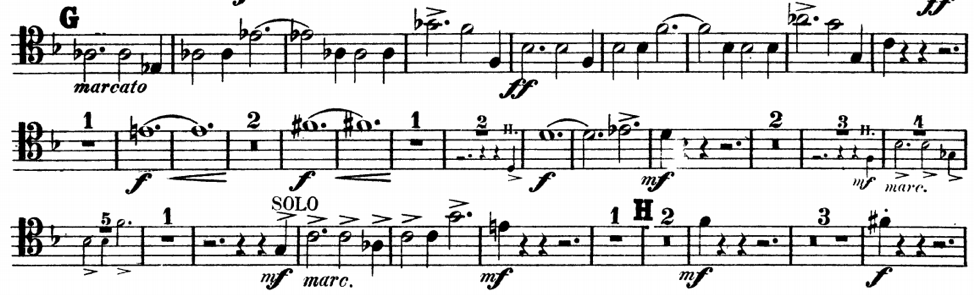 ff
G
marcato
ff
1 2 1 2 H. 2 3 H. 4
f f f mf mf marc.
5 1 SOLO 1 H 2 3
mf marc. mf mf f